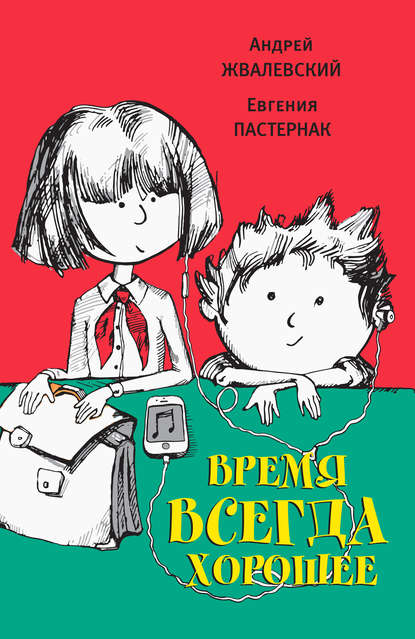 Андрей
ЖВАЛЕВСКИЙ
Евгения
ПАСТЕРНАК
ВРЕМЯ
ВСЕГДА
ХОРОШЕЕ